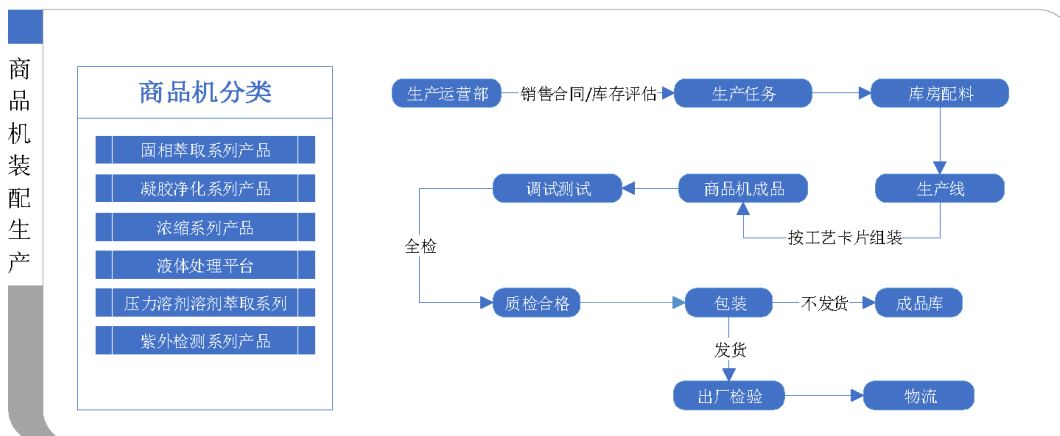 商品机装配生产
商品机分类
固相萃取系列产品
凝胶净化系列产品
浓缩系列产品
液体处理平台
压力溶剂溶剂萃取系列
紫外检测系列产品
生产运营部
销售合同/库存评估
生产任务
库房配料
调试测试
商品机成品
生产线
按工艺卡片组装
全检
质检合格
包装
不发货
成品库
发货
出厂检验
物流